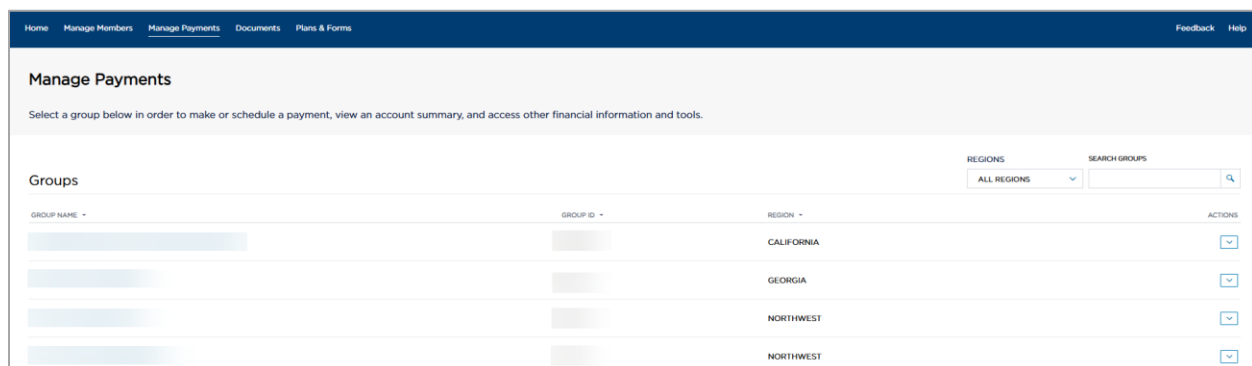 Home Manage Members Manage Payments Documents Plans & Forms Feedback Help
Manage Payments
Select a group below in order to make or schedule a payment, view an account summary, and access other financial information and tools.
REGIONS SEARCH GROUPS
Groups ALL REGIONS
GROUP NAME GROUP ID REGION ACTIONS
CALIFORNIA
GEORGIA
NORTHWEST
NORTHWEST